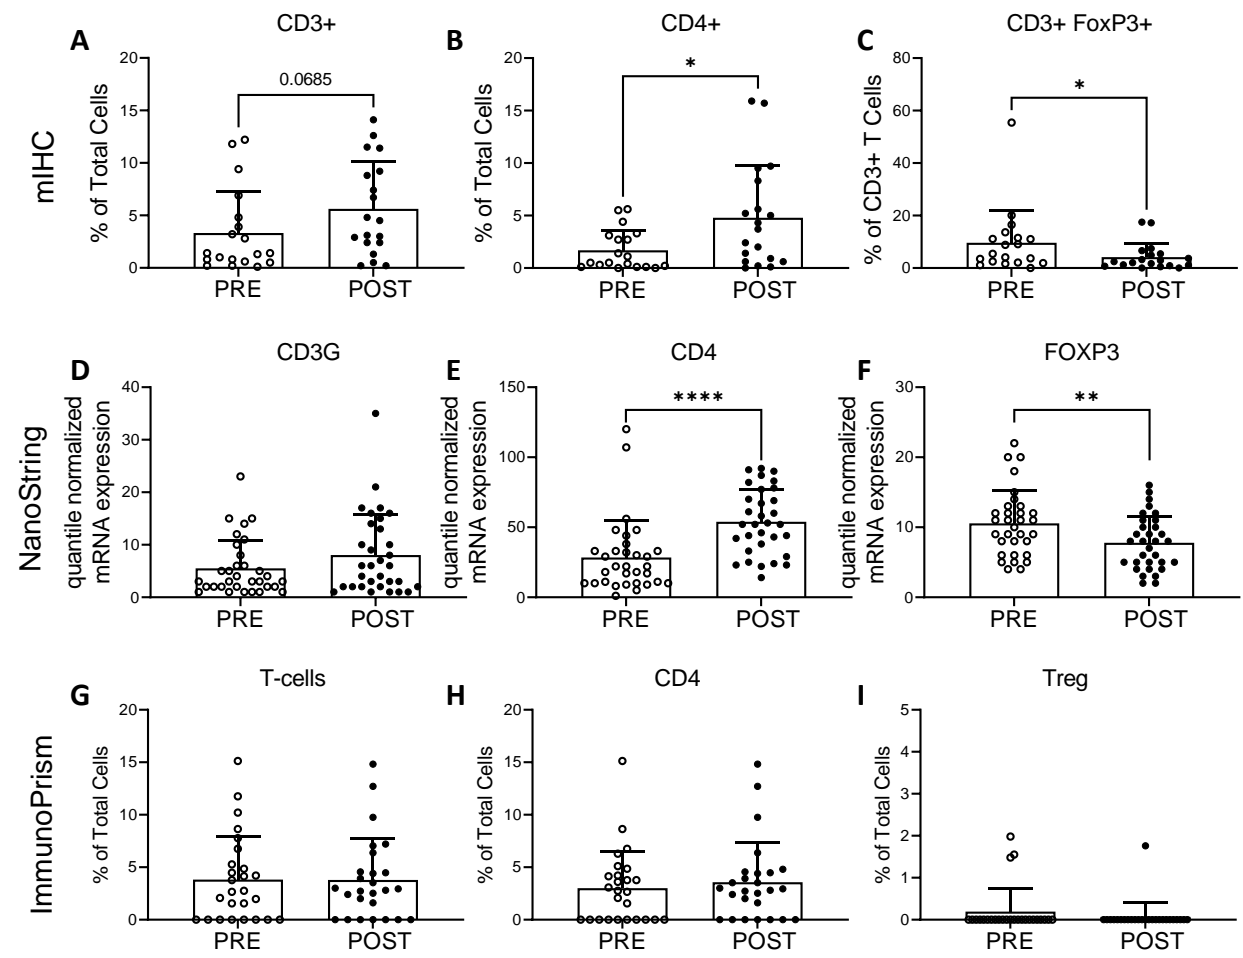 A
CD3+
mIHC
% of Total Cells
20
15
10
5
0
0.0685
PRE
POST
B
CD4+
% of Total Cells
20
15
10
5
0
*
PRE
POST
C
CD3+ FoxP3+
% of CD3+ T Cells
80
60
40
20
0
*
PRE
POST
D
CD3G
NanoString
quantile normalized
mRNA expression
40
30
20
10
0
PRE
POST
E
CD4
quantile normalized
mRNA expression
150
100
50
0
****
PRE
POST
F
FOXP3
quantile normalized
mRNA expression
30
20
10
0
**
PRE
POST
G
T-cells
ImmunoPrism
% of Total Cells
20
15
10
5
0
PRE
POST
H
CD4
% of Total Cells
20
15
10
5
0
PRE
POST
I
Treg
% of Total Cells
5
4
3
2
1
0
PRE
POST